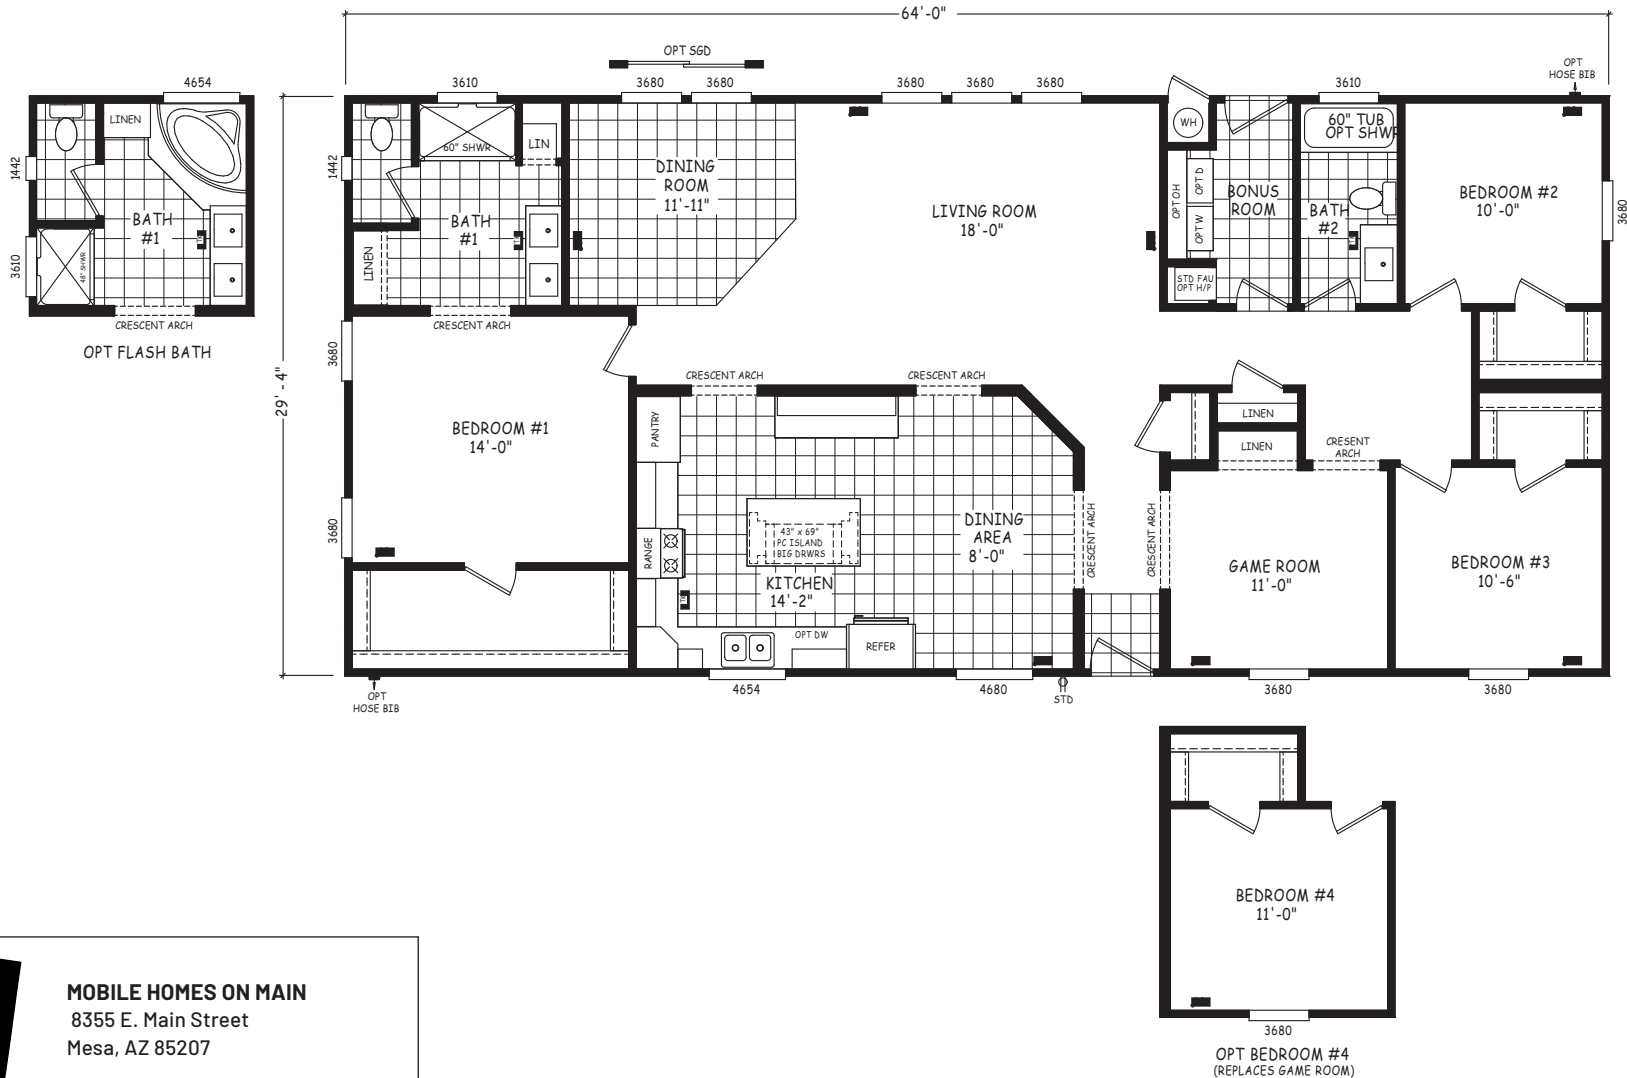 64'-0"
OPT SGD
OPT
HOSE BIB
4654
3610
3680
3680
3680
3680
3680
3610
LINEN
1442
BATH
#1
3610
48" SHWR
CRESCENT ARCH
OPT FLASH BATH
29'-4"
1442
60" SHWR
LIN
BATH
#1
LINEN
CRESCENT ARCH
DINING
ROOM
11'-11"
LIVING ROOM
18'-0"
WH
OPT OH
OPT D
OPT W
STD FAU
OPT H/P
BONUS
ROOM
60" TUB
OPT SHWR
BATH
#2
BEDROOM #2
10'-0"
3680
3680
BEDROOM #1
14'-0"
3680
CRESCENT ARCH
CRESCENT ARCH
PANTRY
RANGE
43" x 69"
PC ISLAND
BIG DRWRS
KITCHEN
14'-2"
OPT DW
REFER
DINING
AREA
8'-0"
CRESCENT ARCH
CRESCENT ARCH
LINEN
LINEN
CRESENT
ARCH
GAME ROOM
11'-0"
BEDROOM #3
10'-6"
OPT
HOSE BIB
4654
4680
STD
3680
3680
BEDROOM #4
11'-0"
3680
OPT BEDROOM #4
(REPLACES GAME ROOM)
MOBILE HOMES ON MAIN
8355 E. Main Street
Mesa, AZ 85207